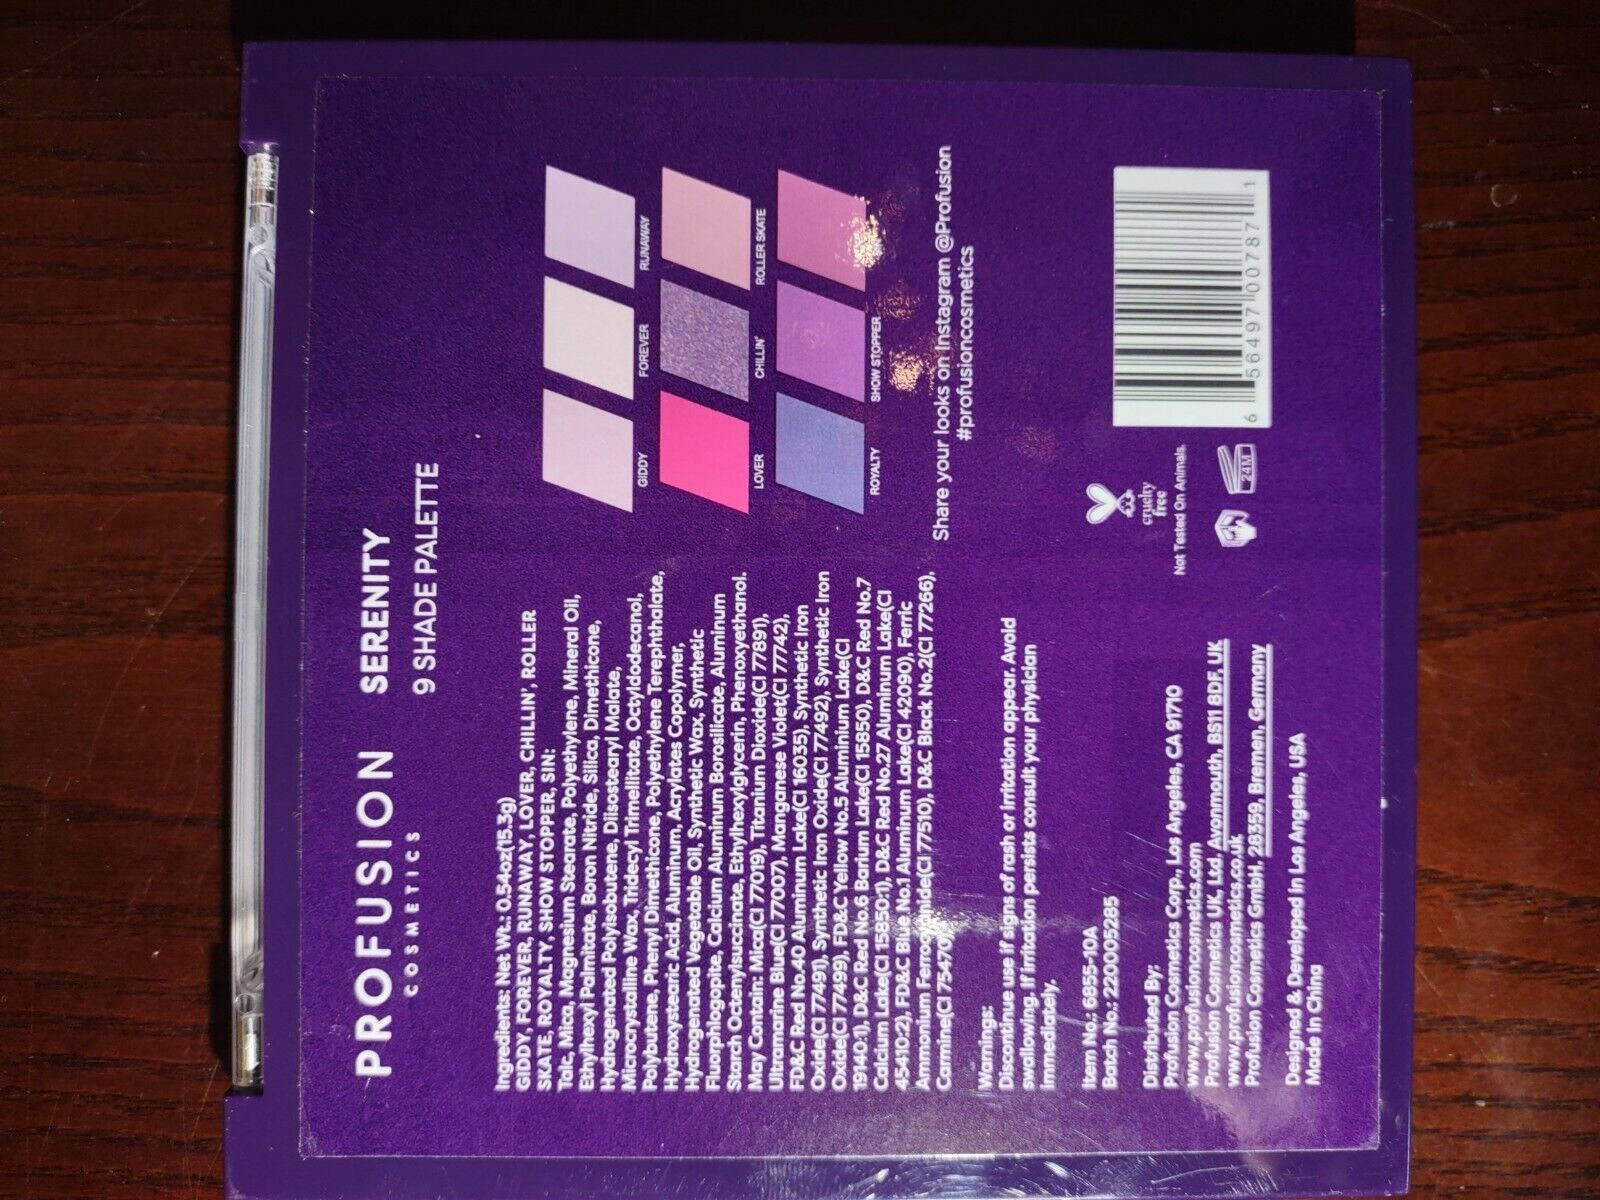 PROFUSION
COSMETICS
SERENITY
9 SHADE PALETTE
Ingredients: Net Wt.: 0.54oz(15.3g)
GIDDY, FOREVER, RUNAWAY, LOVER, CHILLIN', ROLLER
SKATE, ROYALTY, SHOW STOPPER, SIN:
Talc, Mica, Magnesium Stearate, Polyethylene, Mineral Oil,
Ethylhexyl Palmitate, Boron Nitride, Silica, Dimethicone,
Hydrogenated Polyisobutene, Diisostearyl Malate,
Microcrystalline Wax, Tridecyl Trimellitate, Octyldodecanol,
Polybutene, Phenyl Dimethicone, Polyethylene Terephthalate,
Hydroxystearic Acid, Aluminum, Acrylates Copolymer,
Hydrogenated Vegetable Oil, Synthetic Wax, Synthetic
Fluorphlogopite, Calcium Aluminum Borosilicate, Aluminum
Starch Octenylsuccinate, Ethylhexylglycerin, Phenoxyethanol.
May Contain: Mica(CI 77019), Titanium Dioxide(CI 77891),
Ultramarine Blue(CI 77007), Manganese Violet(CI 77742),
FD&C Red No.40 Aluminum Lake(CI 16035), Synthetic Iron
Oxide(CI 77491), Synthetic Iron Oxide(CI 77492), Synthetic Iron
Oxide(CI 77499), FD&C Yellow No.5 Aluminium Lake(CI
19140:1), D&C Red No.6 Barium Lake(CI 15850), D&C Red No.7
Calcium Lake(CI 15850:1), D&C Red No.27 Aluminum Lake(CI
45410:2), FD&C Blue No.1 Aluminum Lake(CI 42090), Ferric
Ammonium Ferrocyanide(CI 77510), D&C Black No.2(CI 77266),
Carmine(CI 75470)
Warnings:
Discontinue use if signs of rash or irritation appear. Avoid
swallowing. If irritation persists consult your physician
immediately.
Item No.: 6855-10A
Batch No.: 2200005285
Distributed By:
Profusion Cosmetics Corp., Los Angeles, CA 91710
www.profusioncosmetics.com
Profusion Cosmetics UK, Ltd, Avonmouth, BS11 8DF, UK
www.profusioncosmetics.co.uk
Profusion Cosmetics GmbH, 28359, Bremen, Germany
Designed & Developed in Los Angeles, USA
Made in China
GIDDY FOREVER RUNAWAY
LOVER CHILLIN' ROLLER SKATE
ROYALTY SHOW STOPPER
Share your looks on Instagram @Profusion
#profusioncosmetics
cruelty
free
Not Tested On Animals.
24M
6 56497 00787 1